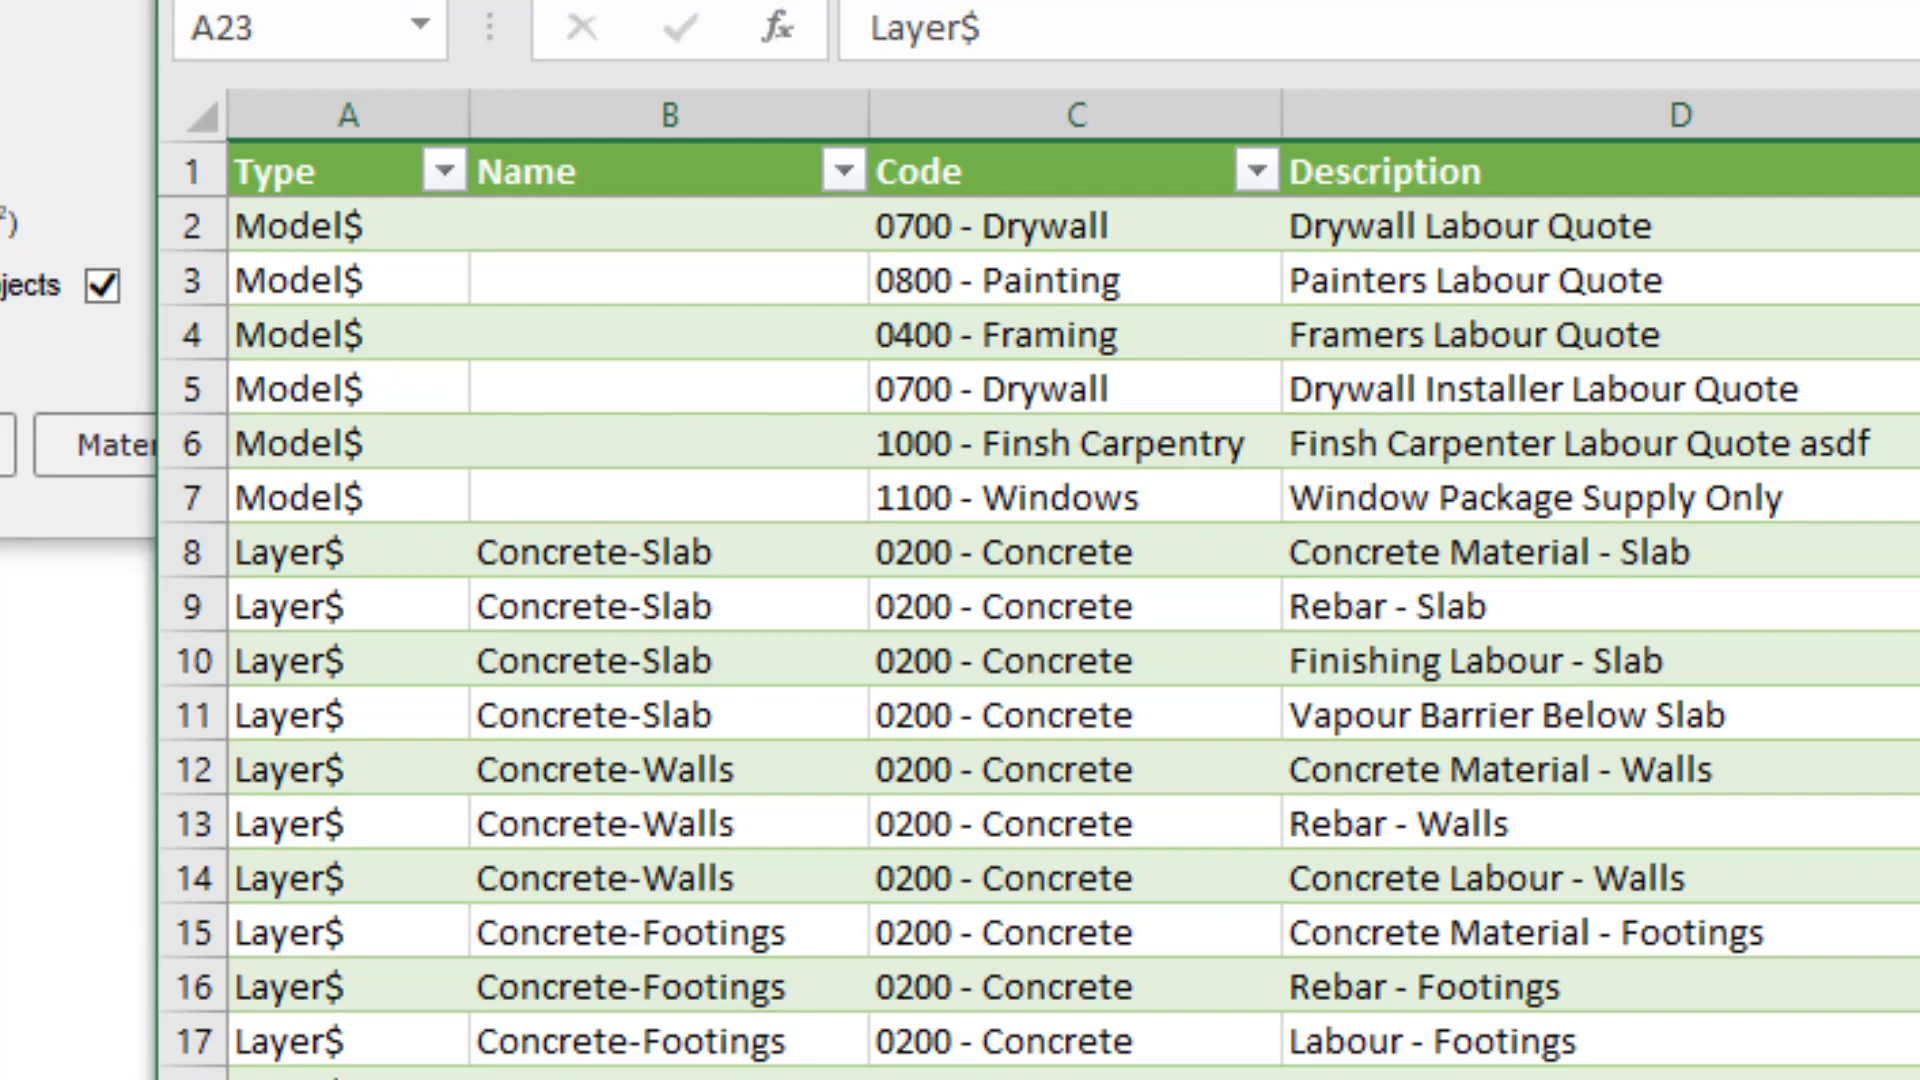 A23 fx Layer$
A B C D
1 Type Name Code Description
2 Model$ 0700 - Drywall Drywall Labour Quote
3 Model$ 0800 - Painting Painters Labour Quote
4 Model$ 0400 - Framing Framers Labour Quote
5 Model$ 0700 - Drywall Drywall Installer Labour Quote
6 Model$ 1000 - Finsh Carpentry Finsh Carpenter Labour Quote asdf
7 Model$ 1100 - Windows Window Package Supply Only
8 Layer$ Concrete-Slab 0200 - Concrete Concrete Material - Slab
9 Layer$ Concrete-Slab 0200 - Concrete Rebar - Slab
10 Layer$ Concrete-Slab 0200 - Concrete Finishing Labour - Slab
11 Layer$ Concrete-Slab 0200 - Concrete Vapour Barrier Below Slab
12 Layer$ Concrete-Walls 0200 - Concrete Concrete Material - Walls
13 Layer$ Concrete-Walls 0200 - Concrete Rebar - Walls
14 Layer$ Concrete-Walls 0200 - Concrete Concrete Labour - Walls
15 Layer$ Concrete-Footings 0200 - Concrete Concrete Material - Footings
16 Layer$ Concrete-Footings 0200 - Concrete Rebar - Footings
17 Layer$ Concrete-Footings 0200 - Concrete Labour - Footings
²)
jects
Mater